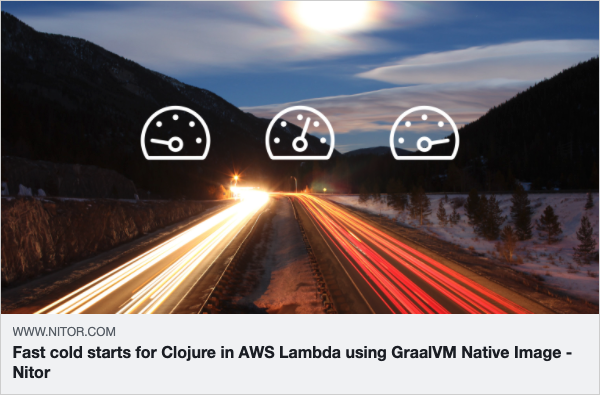 WWW.NITOR.COM
Fast cold starts for Clojure in AWS Lambda using GraalVM Native Image -
Nitor